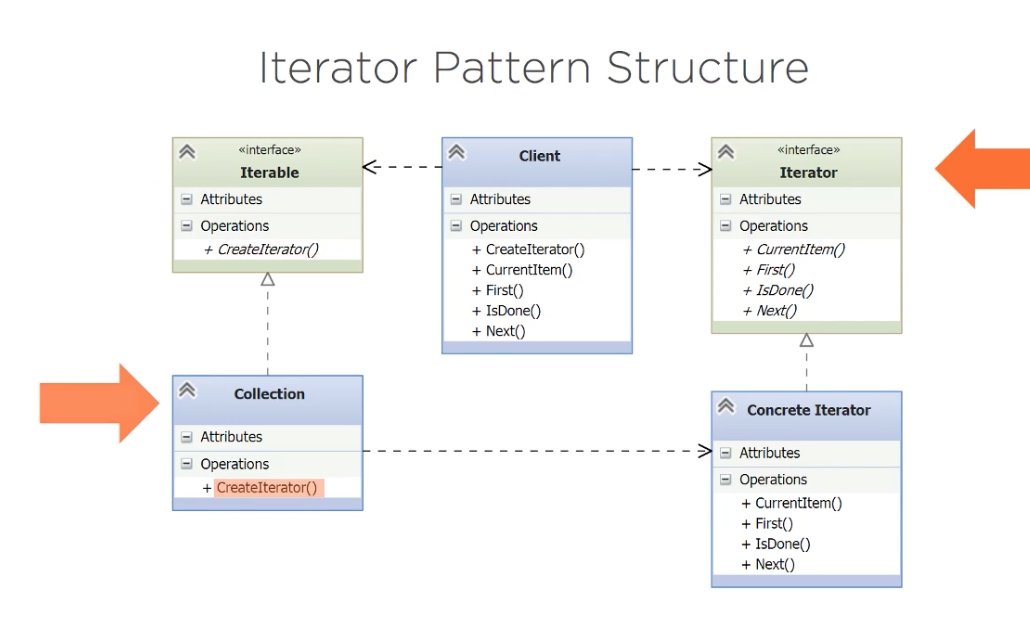 Iterator Pattern Structure
«interface»
Iterable
Attributes
Operations
+ CreateIterator()
Client
Attributes
Operations
+ CreateIterator()
+ CurrentItem()
+ First()
+ IsDone()
+ Next()
«interface»
Iterator
Attributes
Operations
+ CurrentItem()
+ First()
+ IsDone()
+ Next()
Collection
Attributes
Operations
+ CreateIterator()
Concrete Iterator
Attributes
Operations
+ CurrentItem()
+ First()
+ IsDone()
+ Next()